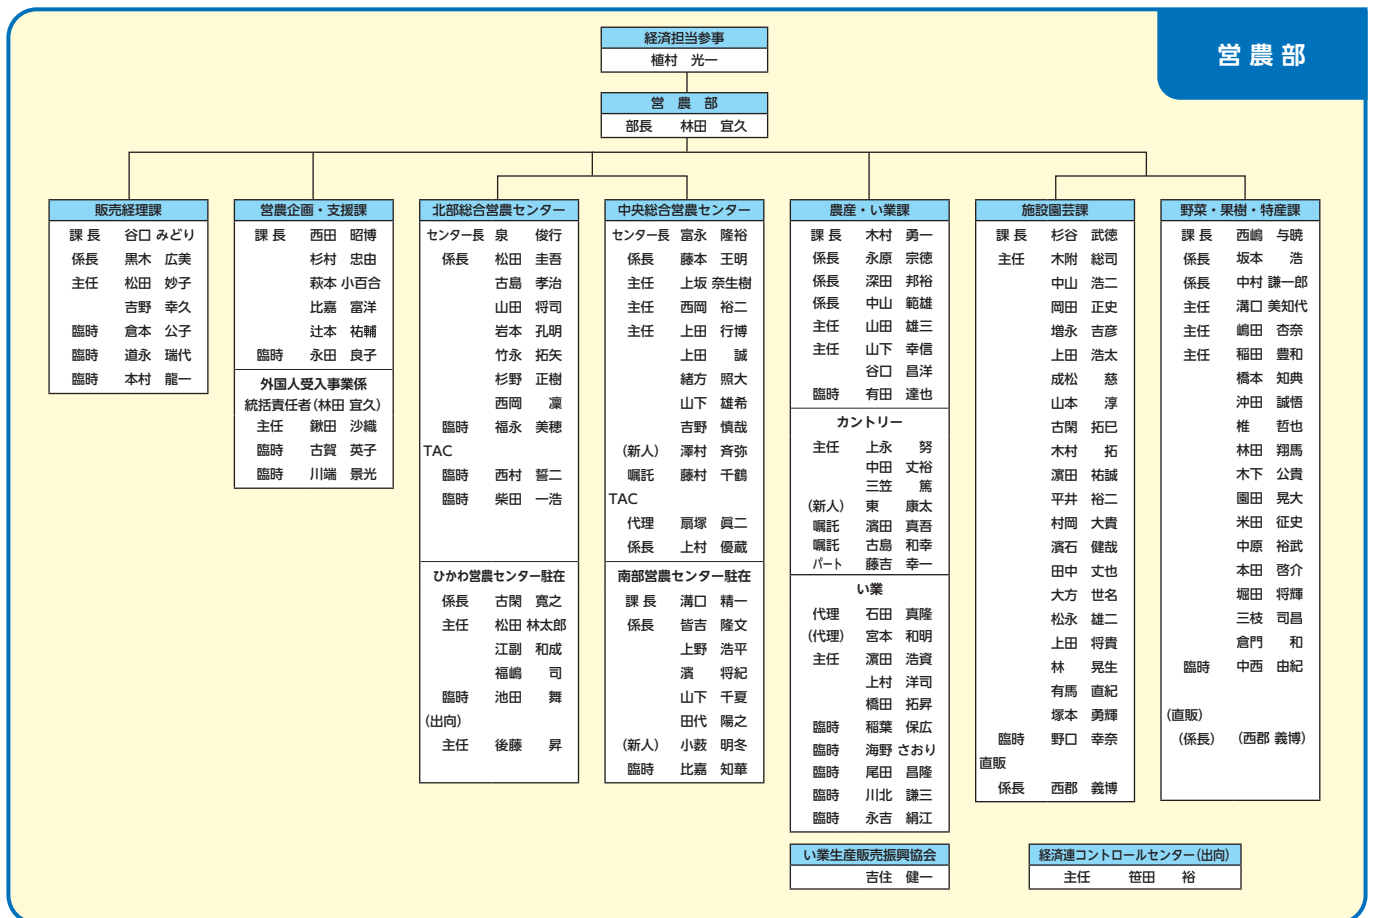 営農部
経済担当参事
植村 光一
営 農 部
部長 林田 宜久
販売経理課
課 長 谷口 みどり
係長 黒木 広美
主任 松田 妙子
吉野 幸久
臨時 倉本 公子
臨時 道永 瑞代
臨時 本村 龍一
営農企画・支援課
課 長 西田 昭博
杉村 忠由
萩本 小百合
比嘉 富洋
辻本 祐輔
臨時 永田 良子
外国人受入事業係
統括責任者(林田 宜久)
主任 鍬田 沙織
臨時 古賀 英子
臨時 川端 景光
北部総合営農センター
センター長 泉 俊行
係長 松田 圭吾
古島 孝治
山田 将司
岩本 孔明
竹永 拓矢
杉野 正樹
西岡 凜
臨時 福永 美穂
TAC
臨時 西村 誓二
臨時 柴田 一浩
ひかわ営農センター駐在
係長 古閑 寛之
主任 松田 林太郎
江副 和成
福嶋 司
臨時 池田 舞
(出向)
主任 後藤 昇
中央総合営農センター
センター長 富永 隆裕
係長 藤本 王明
主任 上坂 奈生樹
主任 西岡 裕二
主任 上田 行博
上田 誠
緒方 照大
山下 雄希
吉野 慎哉
(新人) 澤村 斉弥
嘱託 藤村 千鶴
TAC
代理 扇塚 眞二
係長 上村 優蔵
南部営農センター駐在
課 長 溝口 精一
係長 皆吉 隆文
上野 浩平
濱 将紀
山下 千夏
田代 陽之
(新人) 小薮 明冬
臨時 比嘉 知華
農産・い業課
課 長 木村 勇一
係長 永原 宗徳
係長 深田 邦裕
係長 中山 範雄
主任 山田 雄三
主任 山下 幸信
谷口 昌洋
臨時 有田 達也
カントリー
主任 上永 努
中田 丈裕
三笠 篤
(新人) 東 康太
嘱託 濱田 真吾
嘱託 古島 和幸
パート 藤吉 幸一
い業
代理 石田 真隆
(代理) 宮本 和明
主任 濵田 浩資
上村 洋司
橋田 拓昇
臨時 稲葉 保広
臨時 海野 さおり
臨時 尾田 昌隆
臨時 川北 謙三
臨時 永吉 絹江
い業生産販売振興協会
吉住 健一
施設園芸課
課 長 杉谷 武徳
主任 木附 総司
中山 浩二
岡田 正史
増永 吉彦
上田 浩太
成松 慈
山本 淳
古閑 拓巳
木村 拓
濵田 祐誠
平井 裕二
村岡 大貴
濱石 健哉
田中 丈也
大方 世名
松永 雄二
上田 将貴
林 晃生
有馬 直紀
塚本 勇輝
臨時 野口 幸奈
直販
係長 西郡 義博
野菜・果樹・特産課
課 長 西嶋 与暁
係長 坂本 浩
係長 中村 謙一郎
主任 溝口 美知代
主任 嶋田 杏奈
主任 稲田 豊和
橋本 知典
沖田 誠悟
椎 哲也
林田 翔馬
木下 公貴
園田 晃大
米田 征史
中原 裕武
本田 啓介
堀田 将輝
三枝 司昌
倉門 和
臨時 中西 由紀
(直販)
(係長) (西郡 義博)
経済連コントロールセンター(出向)
主任 笹田 裕